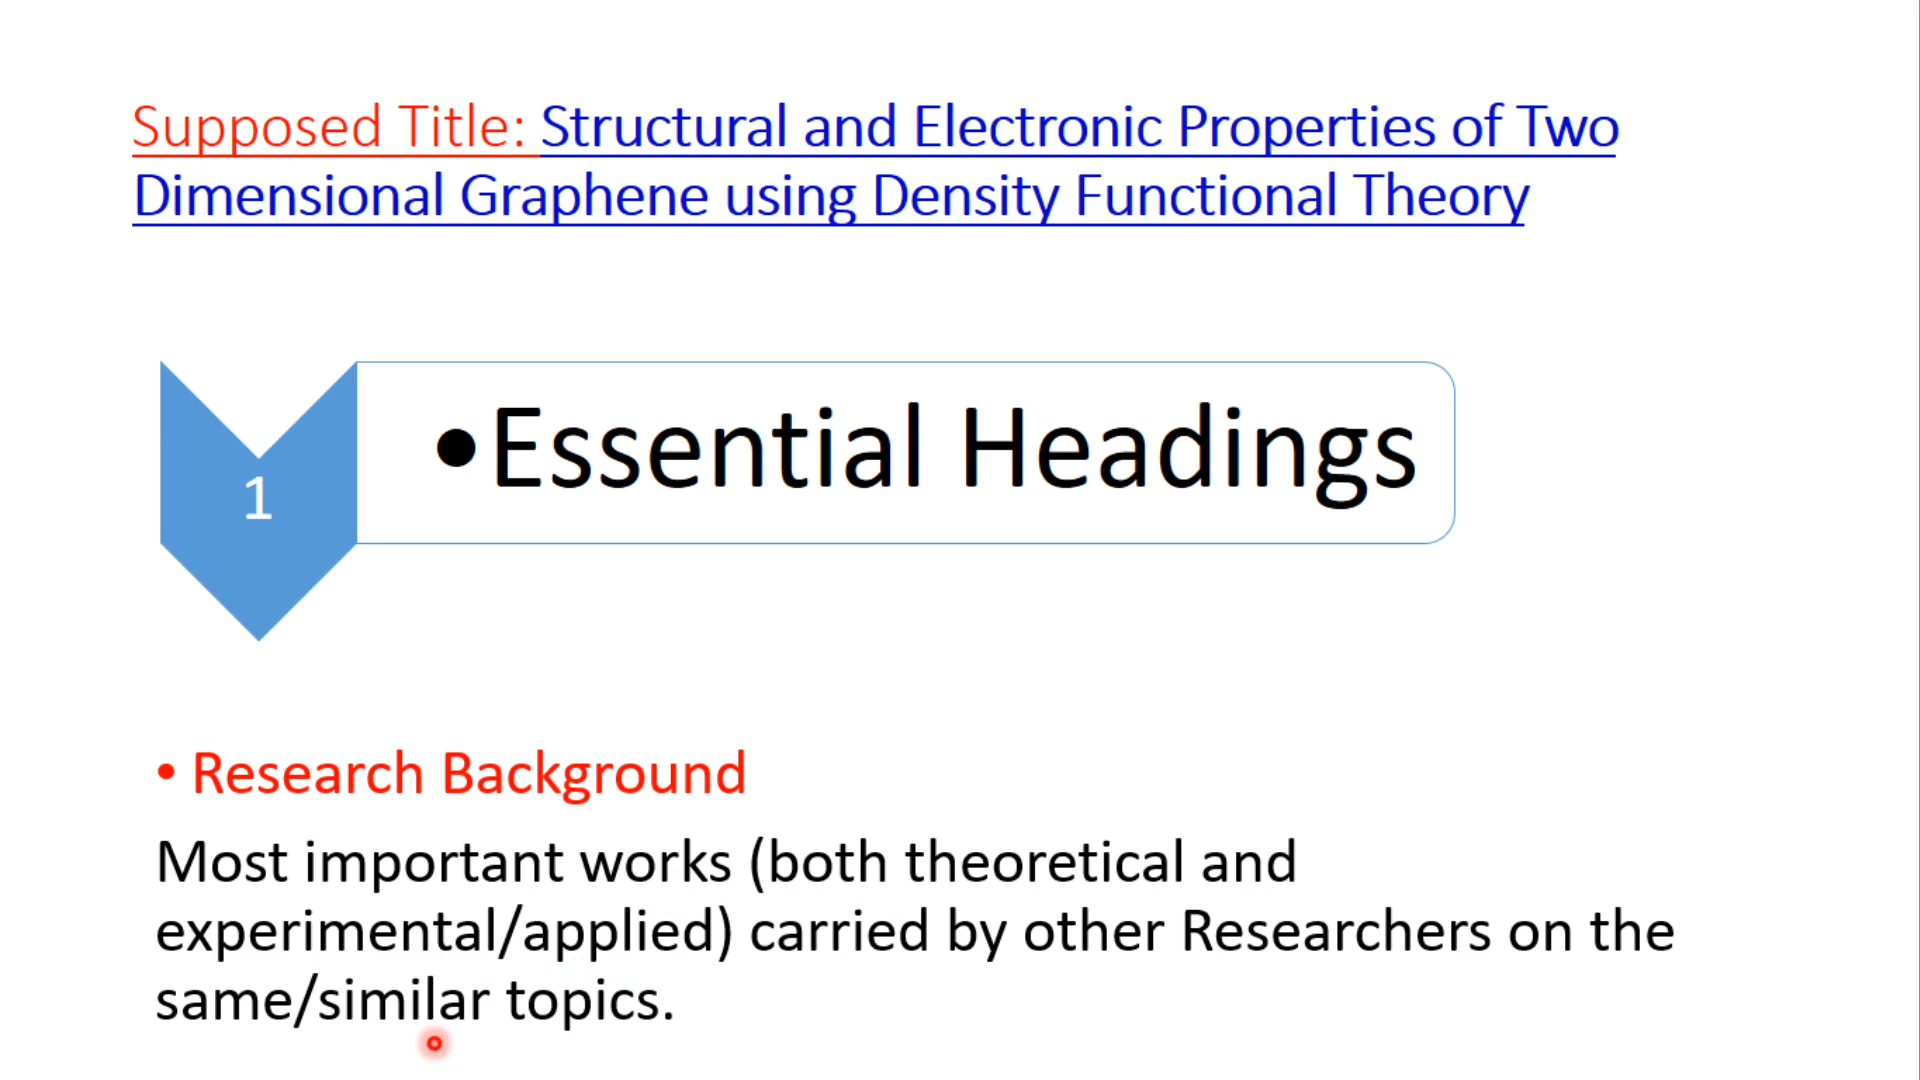 Supposed Title: Structural and Electronic Properties of Two
Dimensional Graphene using Density Functional Theory
1
•Essential Headings
• Research Background
Most important works (both theoretical and
experimental/applied) carried by other Researchers on the
same/similar topics.